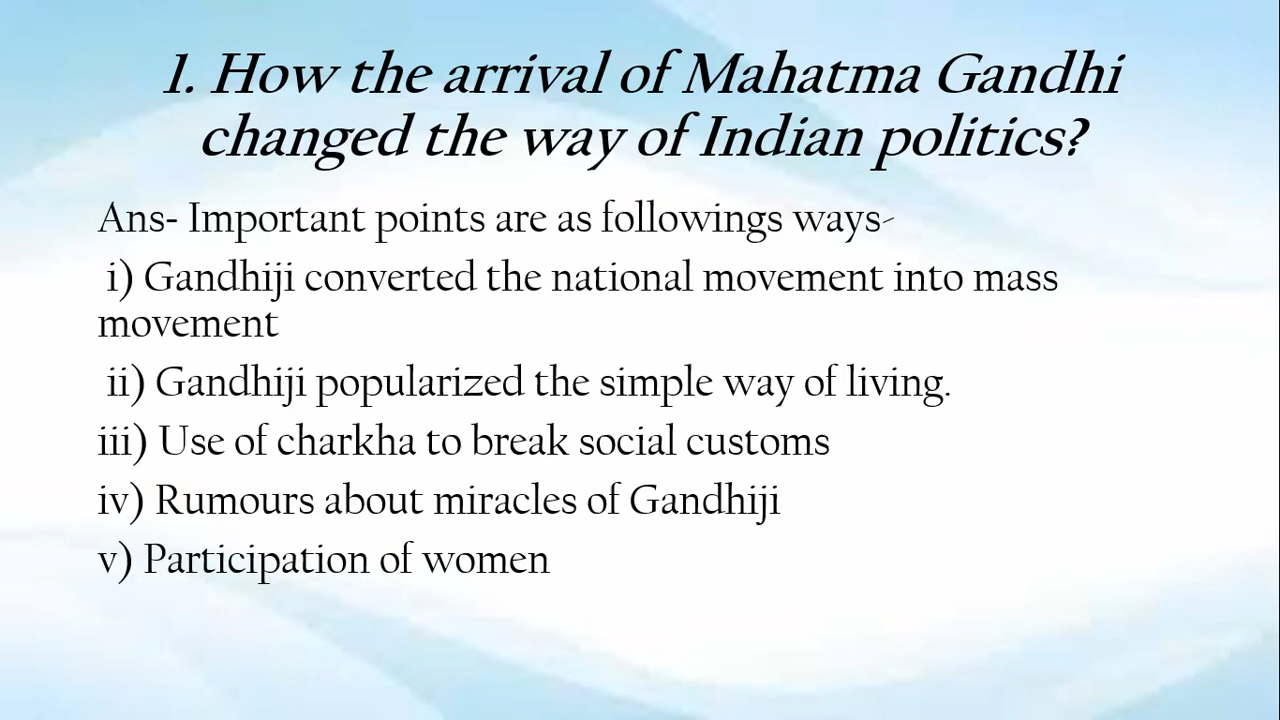 1. How the arrival of Mahatma Gandhi
changed the way of Indian politics?
Ans- Important points are as followings ways-
i) Gandhiji converted the national movement into mass
movement
ii) Gandhiji popularized the simple way of living.
iii) Use of charkha to break social customs
iv) Rumours about miracles of Gandhiji
v) Participation of women